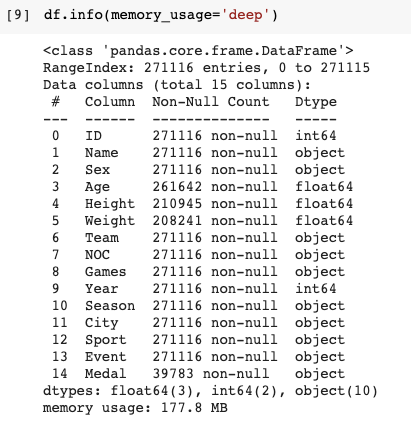 [9] df.info(memory_usage='deep')
<class 'pandas.core.frame.DataFrame'>
RangeIndex: 271116 entries, 0 to 271115
Data columns (total 15 columns):
 #   Column  Non-Null Count   Dtype
---  ------  --------------   -----
 0   ID      271116 non-null  int64
 1   Name    271116 non-null  object
 2   Sex     271116 non-null  object
 3   Age     261642 non-null  float64
 4   Height  210945 non-null  float64
 5   Weight  208241 non-null  float64
 6   Team    271116 non-null  object
 7   NOC     271116 non-null  object
 8   Games   271116 non-null  object
 9   Year    271116 non-null  int64
 10  Season  271116 non-null  object
 11  City    271116 non-null  object
 12  Sport   271116 non-null  object
 13  Event   271116 non-null  object
 14  Medal   39783 non-null   object
dtypes: float64(3), int64(2), object(10)
memory usage: 177.8 MB